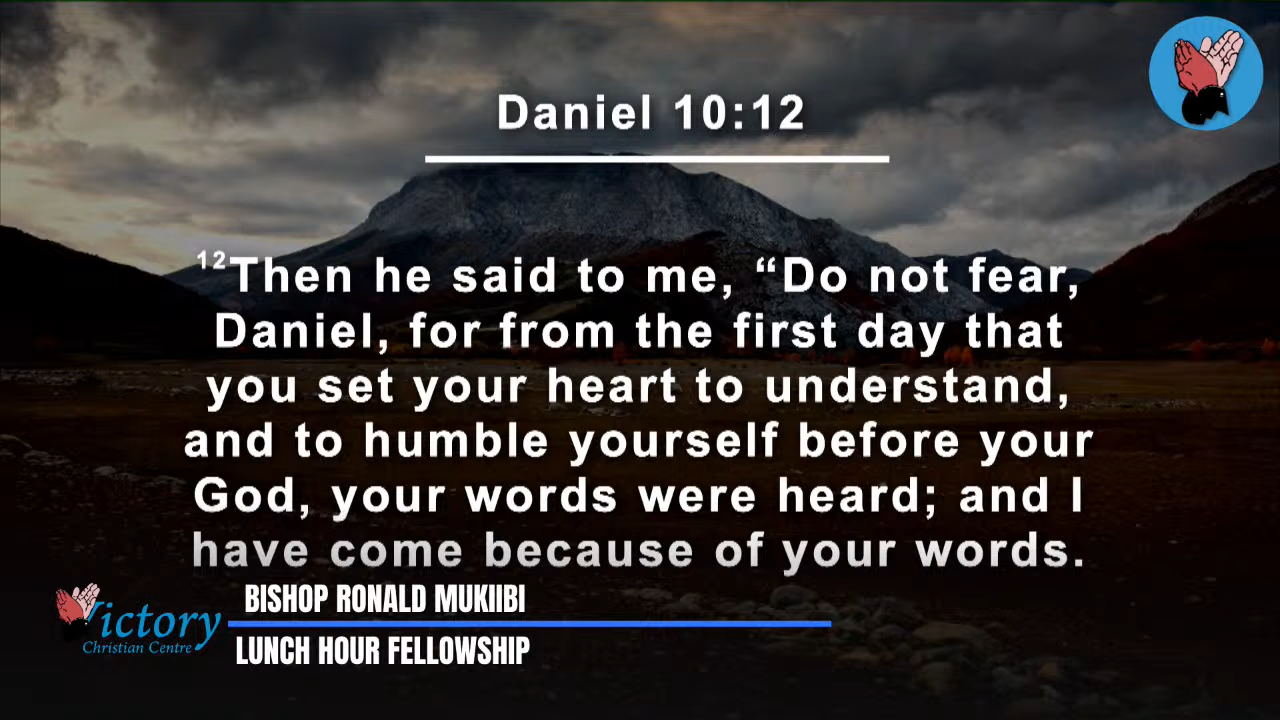 Daniel 10:12
12Then he said to me, “Do not fear,
Daniel, for from the first day that
you set your heart to understand,
and to humble yourself before your
God, your words were heard; and I
have come because of your words.
BISHOP RONALD MUKIIBI
Victory
Christian Centre
LUNCH HOUR FELLOWSHIP